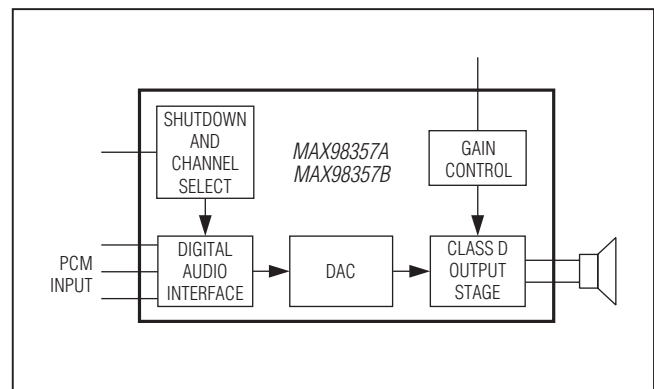 SHUTDOWN
AND
CHANNEL
SELECT
MAX98357A
MAX98357B
GAIN
CONTROL
PCM
INPUT
DIGITAL
AUDIO
INTERFACE
DAC
CLASS D
OUTPUT
STAGE